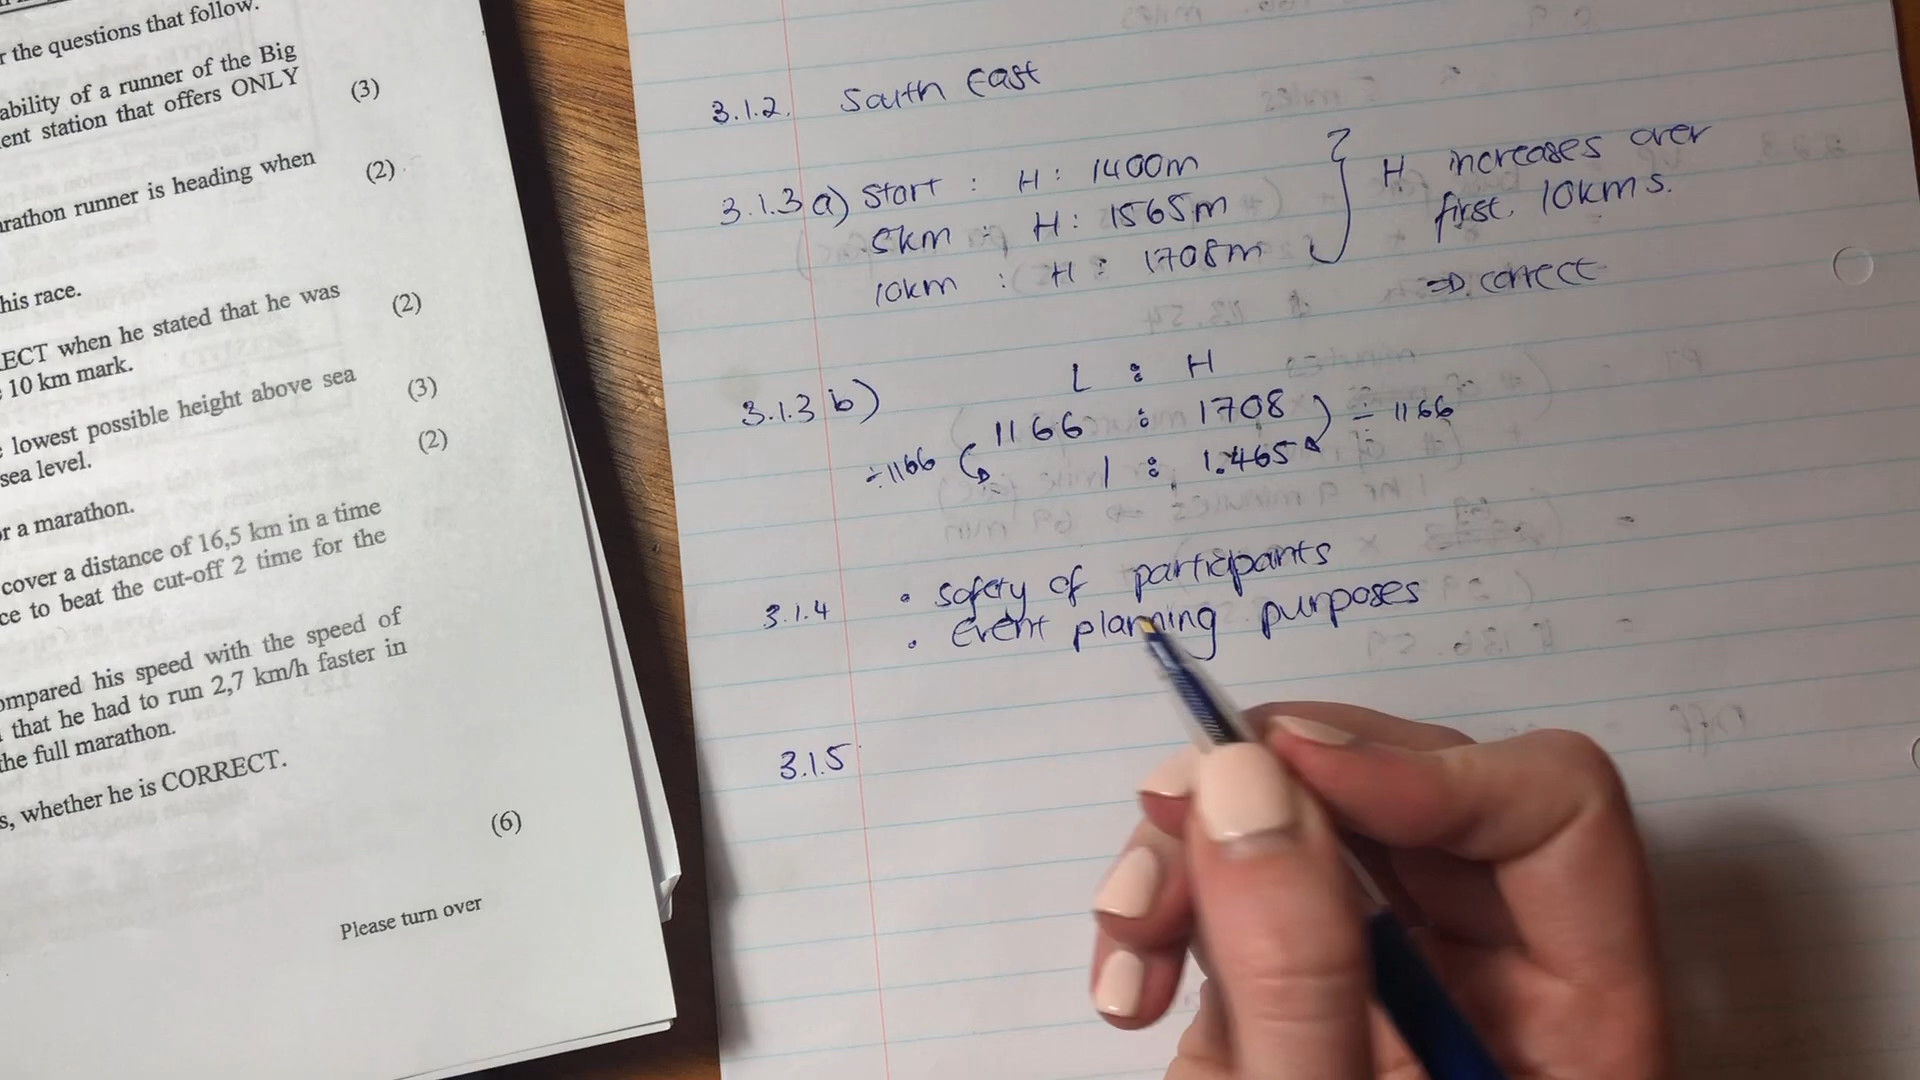 r the questions that follow.
ability of a runner of the Big
ent station that offers ONLY
(3)
arathon runner is heading when
(2)
his race.
ECT when he stated that he was
10 km mark.
(2)
lowest possible height above sea
sea level.
(3)
(2)
or a marathon.
cover a distance of 16,5 km in a time
ce to beat the cut-off 2 time for the
ompared his speed with the speed of
that he had to run 2,7 km/h faster in
the full marathon.
s, whether he is CORRECT.
(6)
Please turn over
3.1.2. South East
3.1.3 a) Start : H : 1400m
5km : H : 1565m
10km : H : 1708m
H increases over
first 10kms.
⇒ correct
3.1.3 b)
L : H
1166 : 1708
÷1166 1 : 1.465 ÷ 1166
3.1.4 • safety of participants
• Event planning purposes
3.1.5